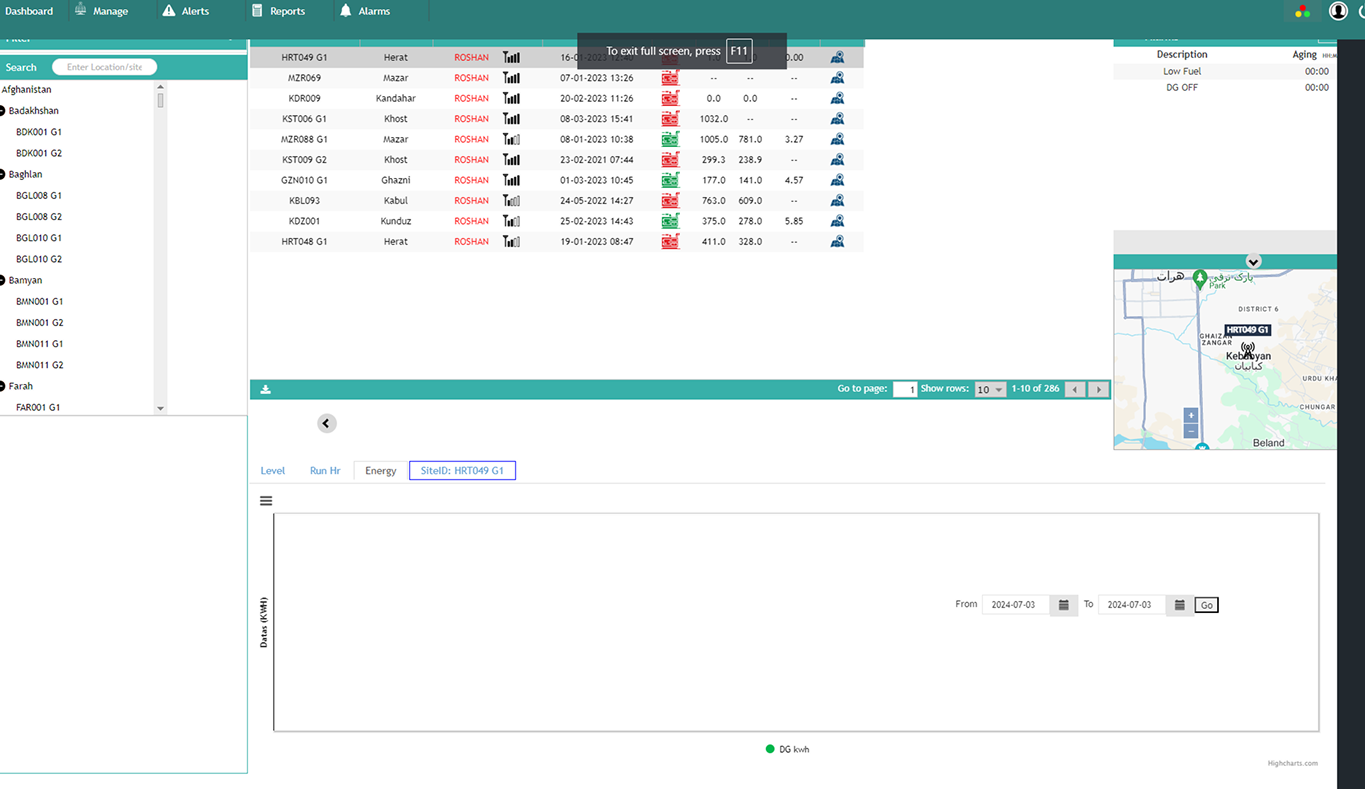 Dashboard Manage Alerts Reports Alarms
To exit full screen, press F11
Search Enter Location/site
Afghanistan
Badakhshan
BDK001 G1
BDK001 G2
Baghlan
BGL008 G1
BGL008 G2
BGL010 G1
BGL010 G2
Bamyan
BMN001 G1
BMN001 G2
BMN011 G1
BMN011 G2
Farah
FAR001 G1
HRT049 G1 Herat ROSHAN
MZR069 Mazar ROSHAN 07-01-2023 13:26 -- -- --
KDR009 Kandahar ROSHAN 20-02-2023 11:26 0.0 0.0 --
KST006 G1 Khost ROSHAN 08-03-2023 15:41 1032.0 -- --
MZR088 G1 Mazar ROSHAN 08-01-2023 10:38 1005.0 781.0 3.27
KST009 G2 Khost ROSHAN 23-02-2021 07:44 299.3 238.9 --
GZN010 G1 Ghazni ROSHAN 01-03-2023 10:45 177.0 141.0 4.57
KBL093 Kabul ROSHAN 24-05-2022 14:27 763.0 609.0 --
KDZ001 Kunduz ROSHAN 25-02-2023 14:43 375.0 278.0 5.85
HRT048 G1 Herat ROSHAN 19-01-2023 08:47 411.0 328.0 --
Go to page: 1 Show rows: 10 1-10 of 286
Description Aging
Low Fuel 00:00
DG OFF 00:00
هرات
پارک ترقی
Park
DISTRICT 6
HRT049 G1
GHAIZAN
ZANGAR
Kebabyan
کبابیان
URDU KHA
CHUNGAR
Beland
+
−
Level Run Hr Energy SiteID: HRT049 G1
Datas (KWH)
From 2024-07-03 To 2024-07-03 Go
DG kwh
Highcharts.com